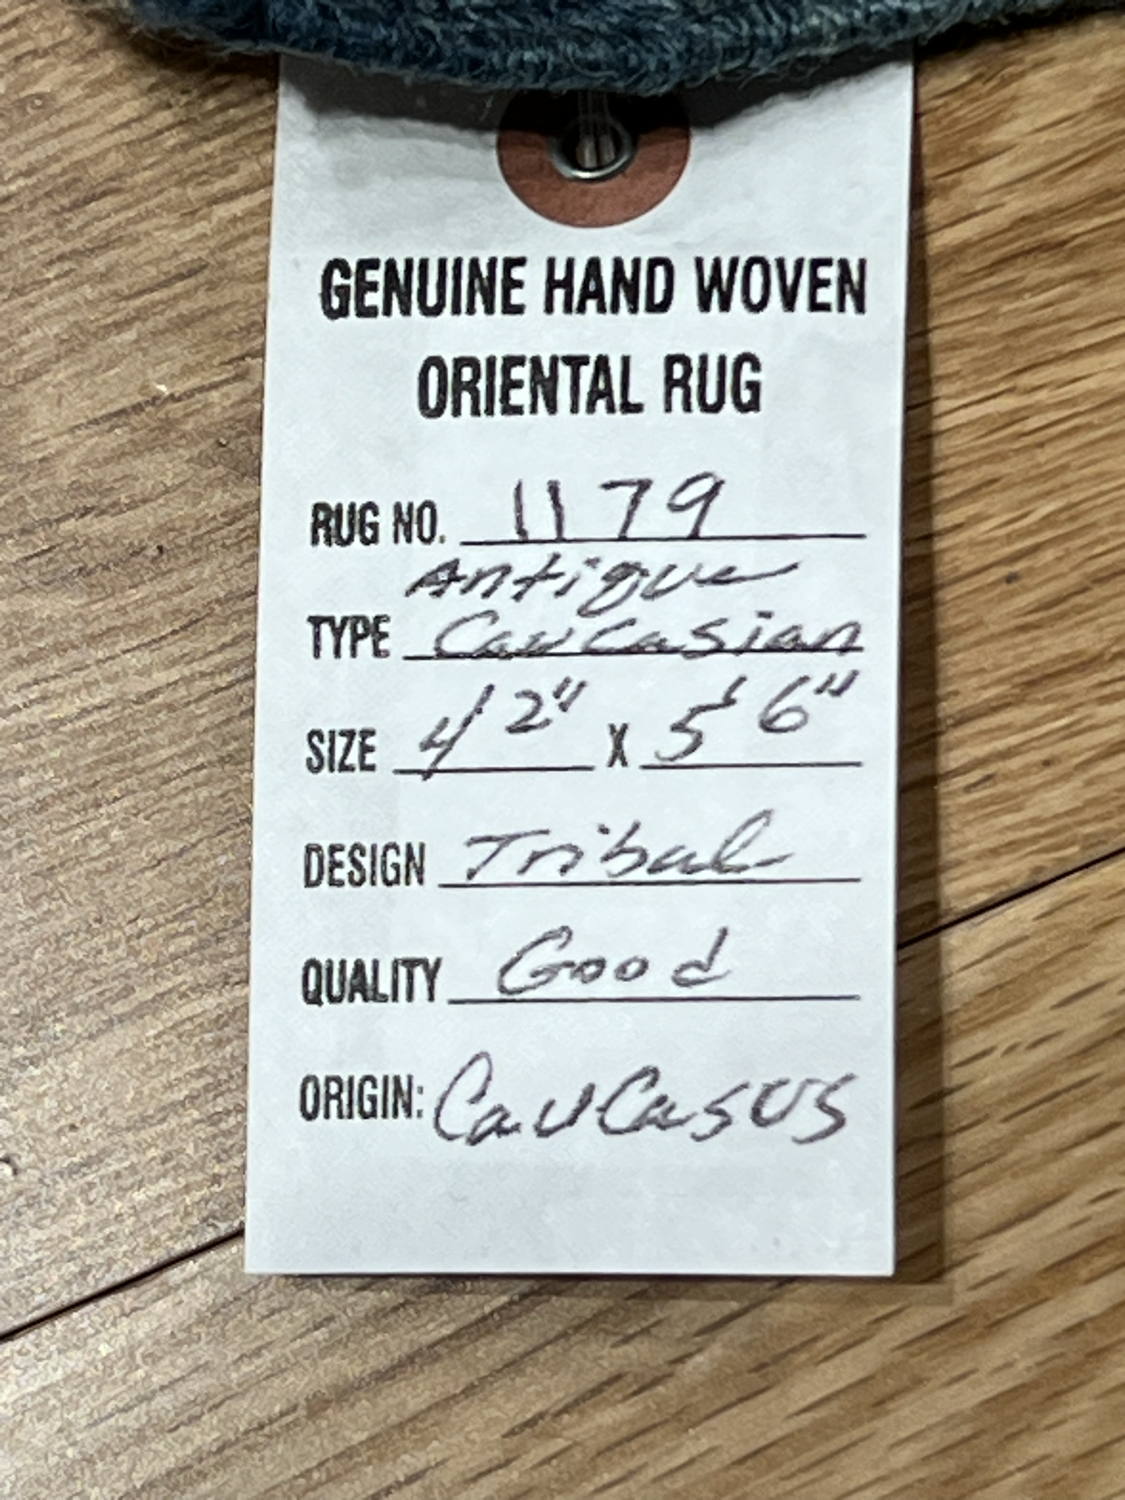 GENUINE HAND WOVEN
ORIENTAL RUG
RUG NO. 1179
Antique
TYPE Caucasian
SIZE 4' 2" X 5' 6"
DESIGN Tribal
QUALITY Good
ORIGIN: Caucasus